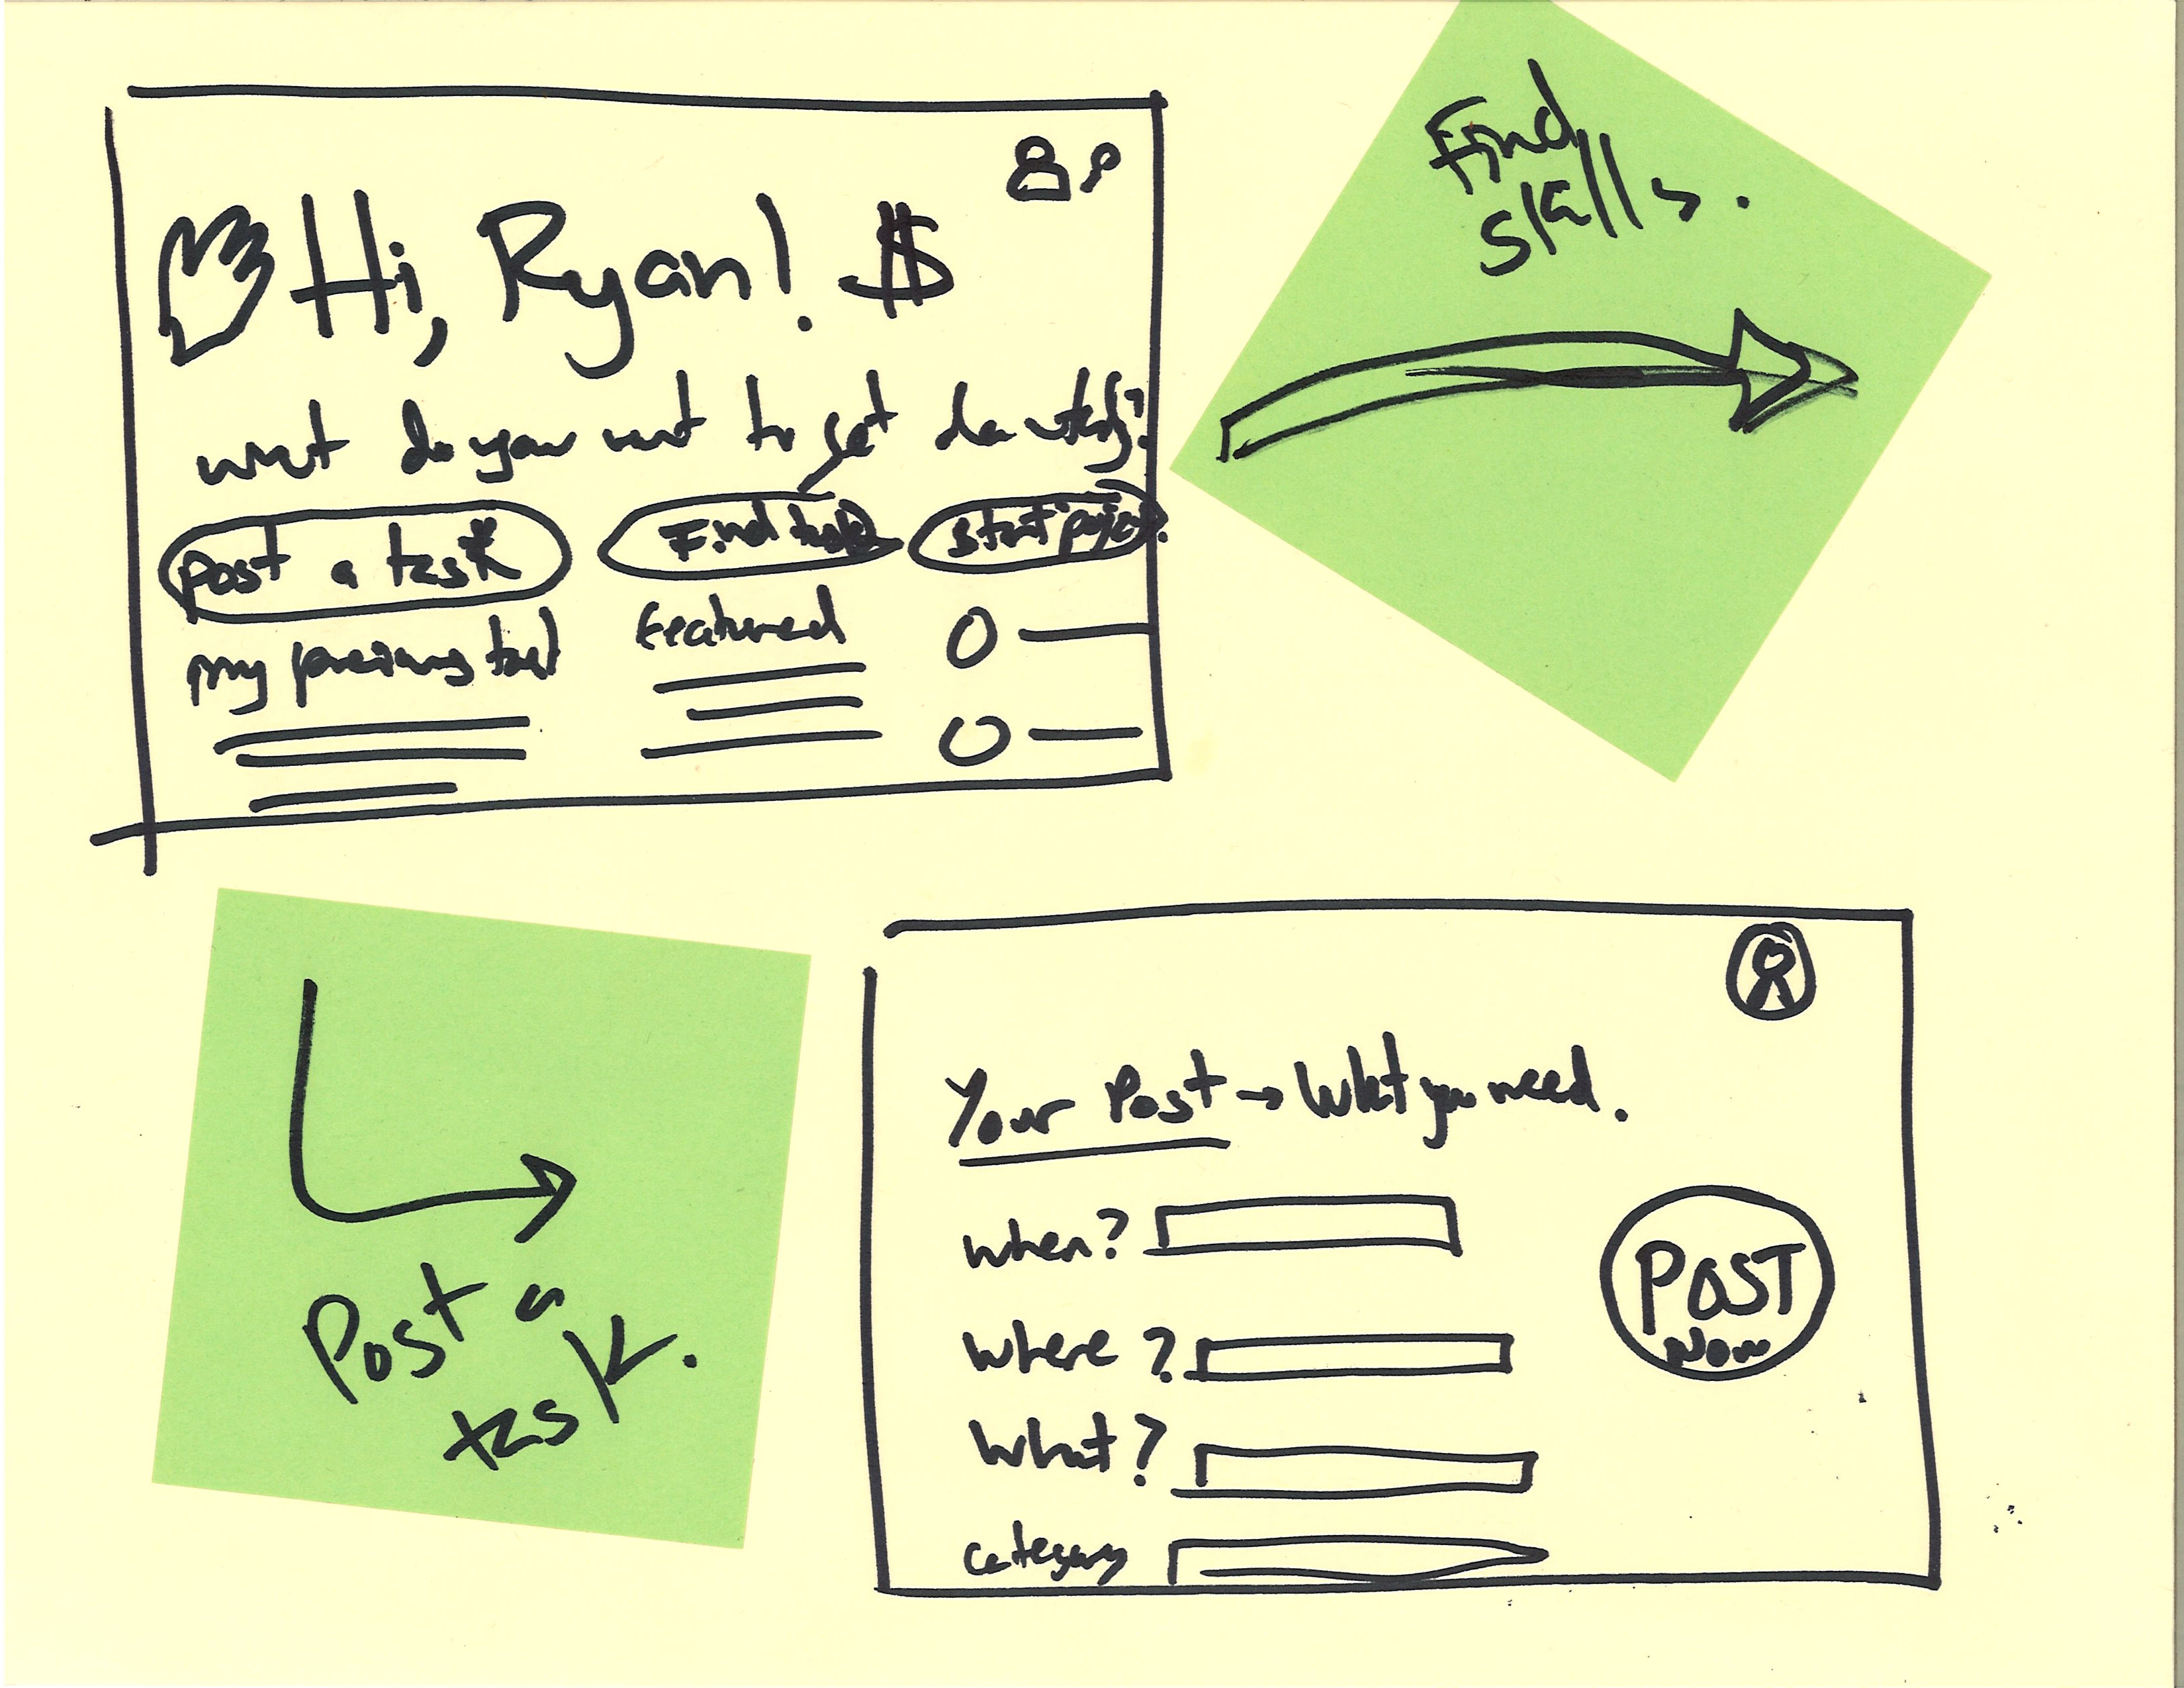 Hi, Ryan! $
what do you want to get done today?
Post a task
Find tasks
Start project.
my previous task
Featured
Find
skills.
Post a
task.
Your Post → What you need.
when?
where?
What?
category
POST
NOW